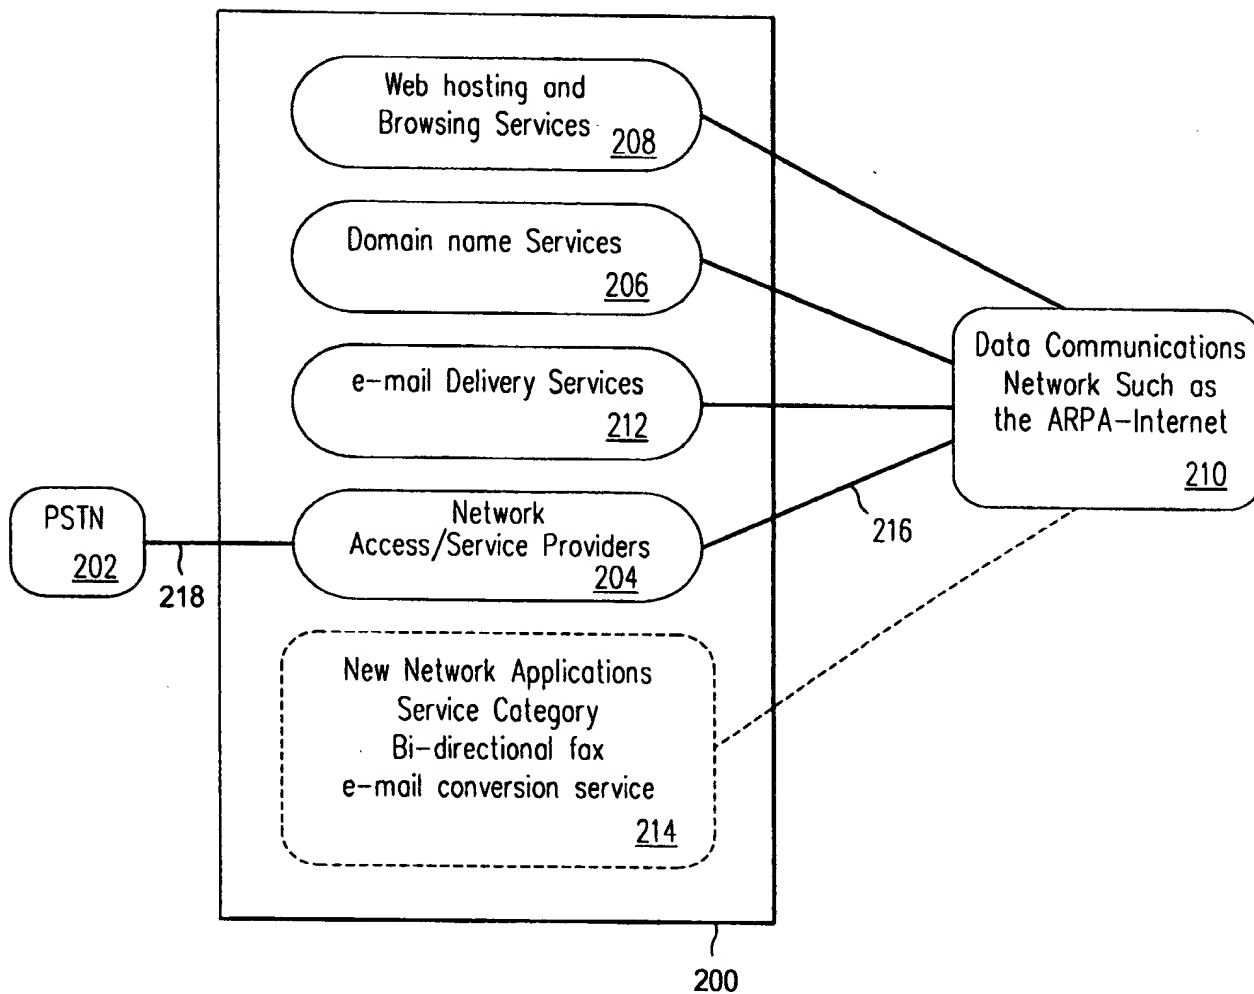 Web hosting and
Browsing Services
208
Domain name Services
206
e-mail Delivery Services
212
Network
Access/Service Providers
204
New Network Applications
Service Category
Bi-directional fax
e-mail conversion service
214
PSTN
202
218
Data Communications
Network Such as
the ARPA-Internet
210
216
200